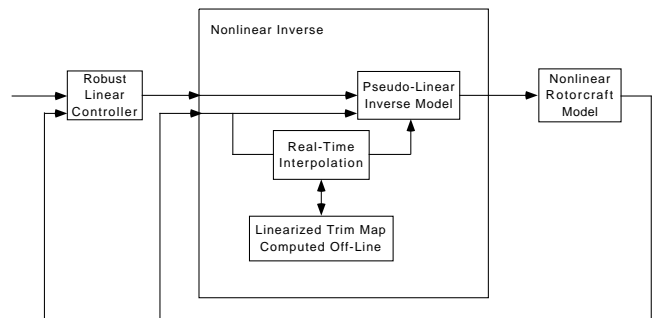 Nonlinear Inverse
Robust
Linear
Controller
Pseudo-Linear
Inverse Model
Nonlinear
Rotorcraft
Model
Real-Time
Interpolation
Linearized Trim Map
Computed Off-Line